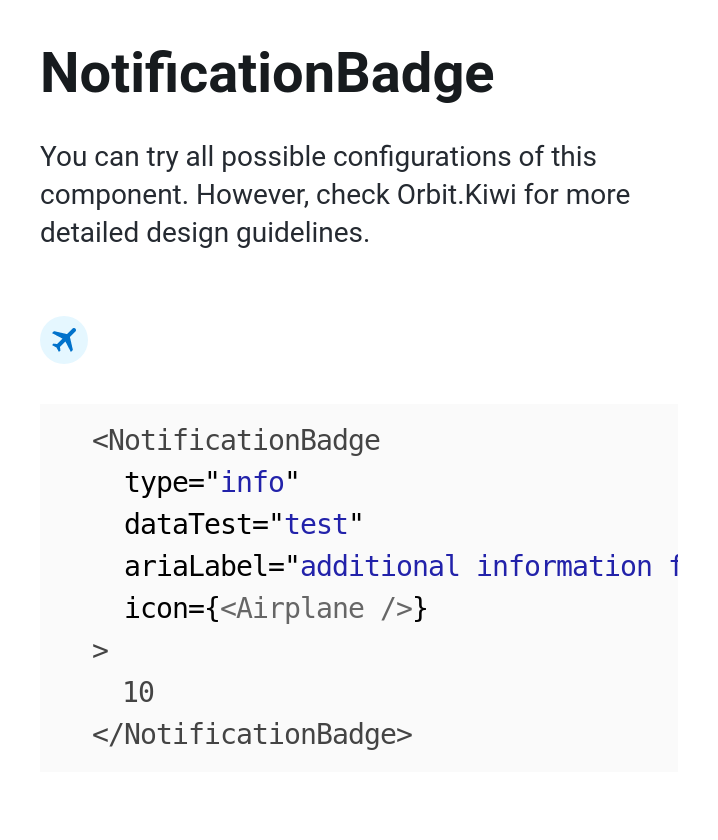 NotificationBadge
You can try all possible configurations of this
component. However, check Orbit.Kiwi for more
detailed design guidelines.
<NotificationBadge
type="info"
dataTest="test"
ariaLabel="additional information f
icon={<Airplane />}
>
10
</NotificationBadge>